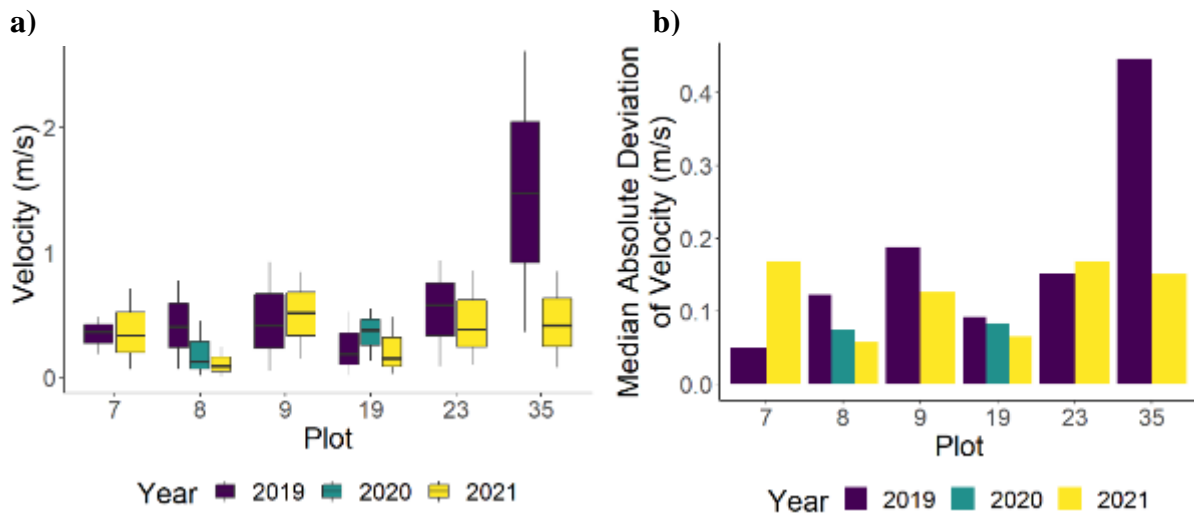 a)
Velocity (m/s)
2
1
0
7 8 9 19 23 35
Plot
Year 2019 2020 2021
b)
Median Absolute Deviation
of Velocity (m/s)
0.4
0.3
0.2
0.1
0.0
7 8 9 19 23 35
Plot
Year 2019 2020 2021